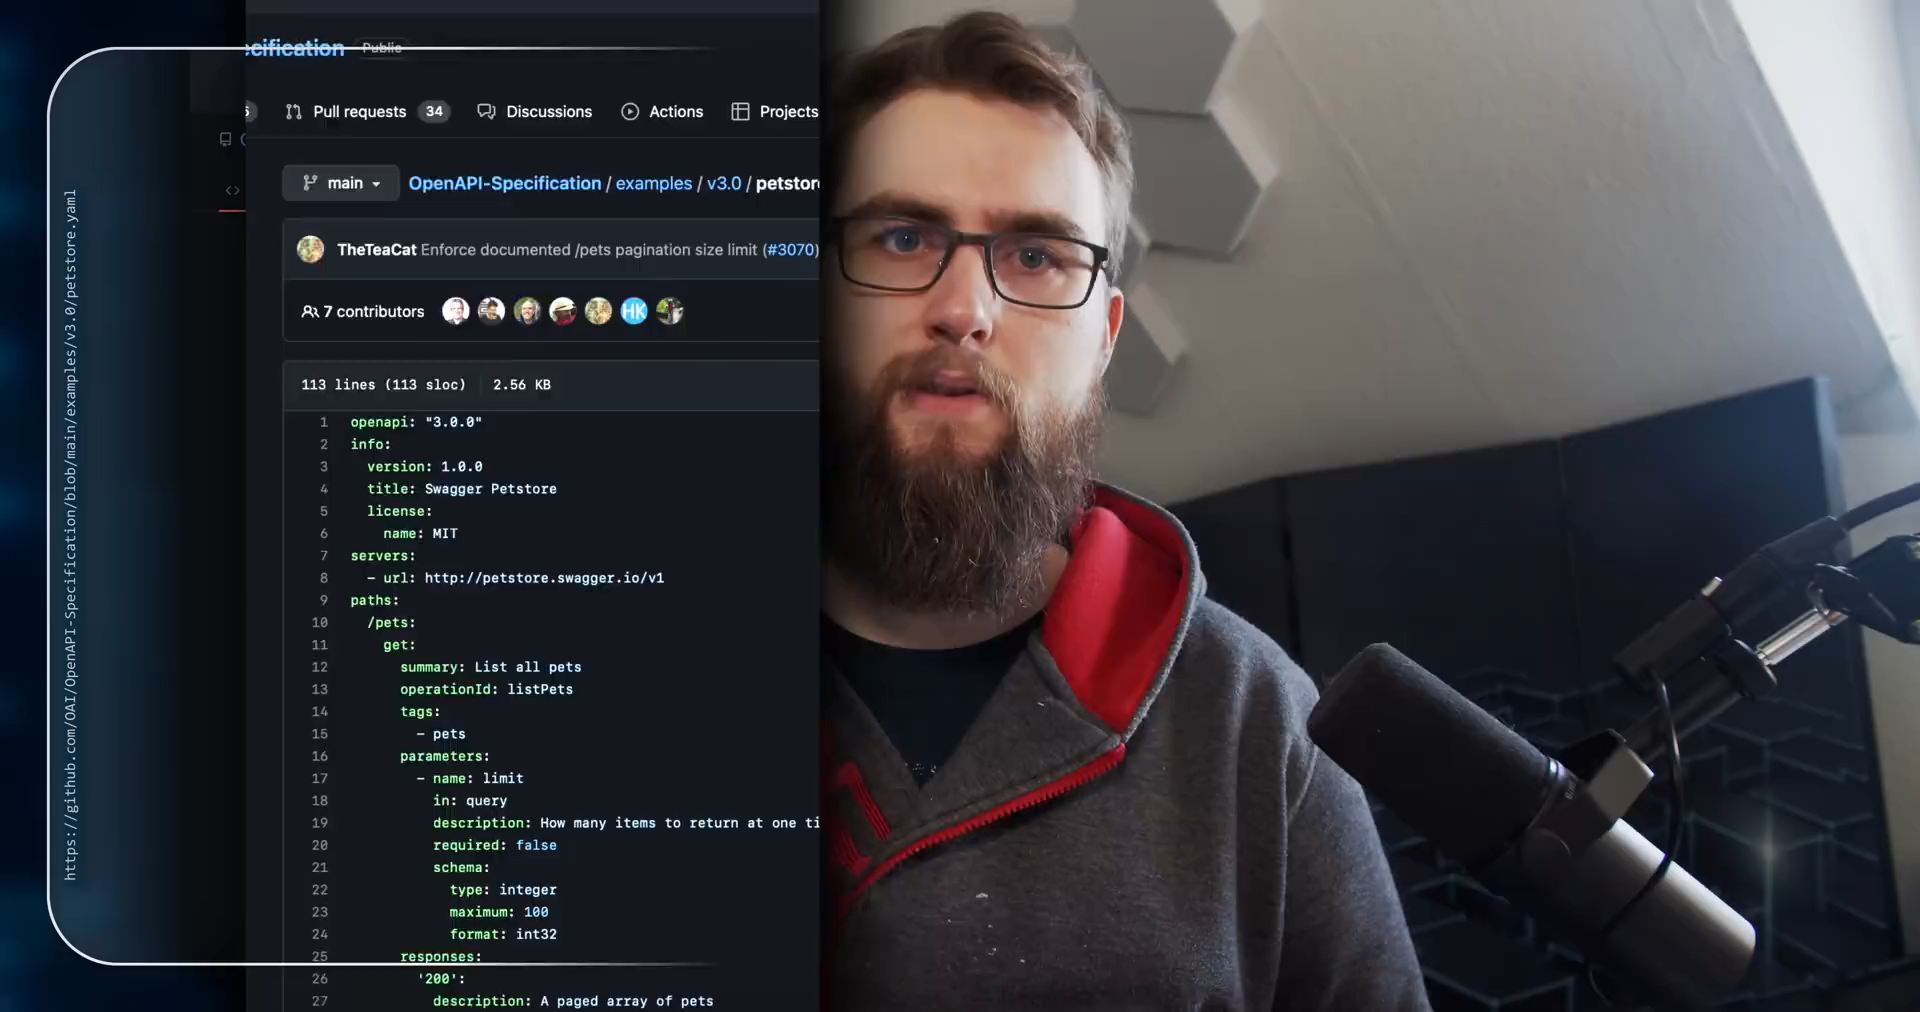 https://github.com/OAI/OpenAPI-Specification/blob/main/examples/v3.0/petstore.yaml
ecification Public
Pull requests 34 Discussions Actions Projects
main OpenAPI-Specification / examples / v3.0 / petstore
TheTeaCat Enforce documented /pets pagination size limit (#3070)
7 contributors HK
113 lines (113 sloc) 2.56 KB
1 openapi: "3.0.0"
2 info:
3 version: 1.0.0
4 title: Swagger Petstore
5 license:
6 name: MIT
7 servers:
8 - url: http://petstore.swagger.io/v1
9 paths:
10 /pets:
11 get:
12 summary: List all pets
13 operationId: listPets
14 tags:
15 - pets
16 parameters:
17 - name: limit
18 in: query
19 description: How many items to return at one ti
20 required: false
21 schema:
22 type: integer
23 maximum: 100
24 format: int32
25 responses:
26 '200':
27 description: A paged array of pets